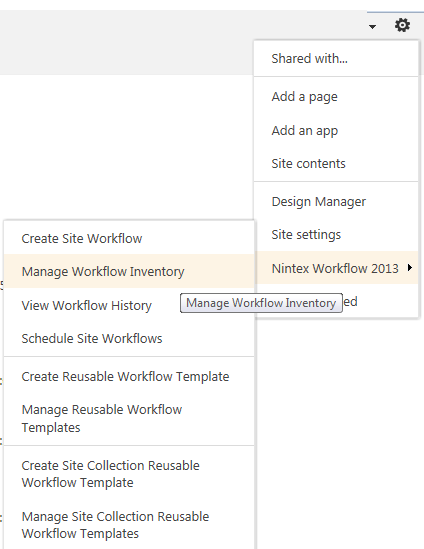 Shared with...
Add a page
Add an app
Site contents
Design Manager
Site settings
Nintex Workflow 2013
Create Site Workflow
Manage Workflow Inventory
View Workflow History
Manage Workflow Inventory
Schedule Site Workflows
Create Reusable Workflow Template
Manage Reusable Workflow
Templates
Create Site Collection Reusable
Workflow Template
Manage Site Collection Reusable
Workflow Templates